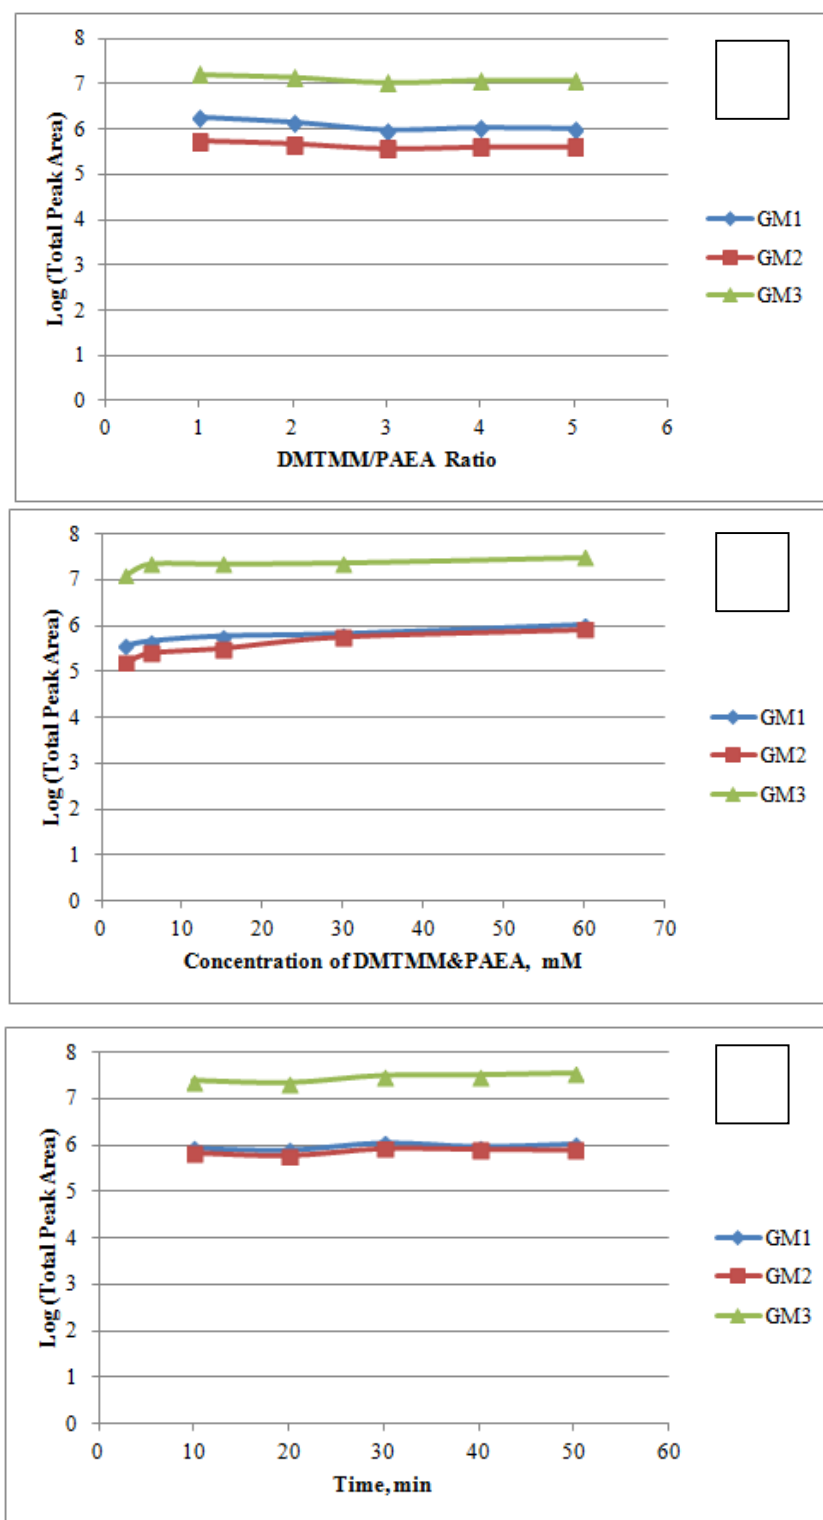 8
7
6
5
4
3
2
1
0
Log (Total Peak Area)
0 1 2 3 4 5 6
DMTMM/PAEA Ratio
GM1
GM2
GM3
8
7
6
5
4
3
2
1
0
Log (Total Peak Area)
0 10 20 30 40 50 60 70
Concentration of DMTMM&PAEA, mM
GM1
GM2
GM3
8
7
6
5
4
3
2
1
0
Log (Total Peak Area)
0 10 20 30 40 50 60
Time, min
GM1
GM2
GM3